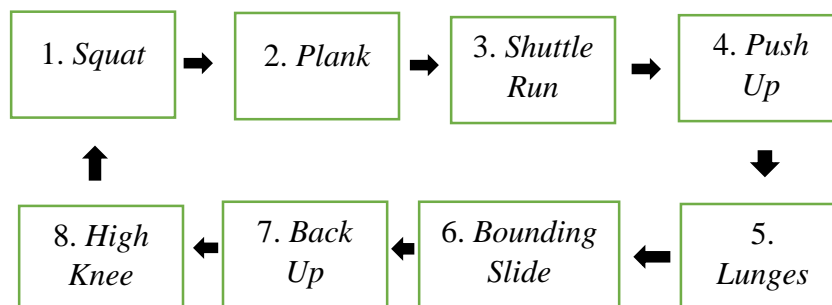 1. Squat
2. Plank
3. Shuttle
Run
4. Push
Up
5.
Lunges
6. Bounding
Slide
7. Back
Up
8. High
Knee